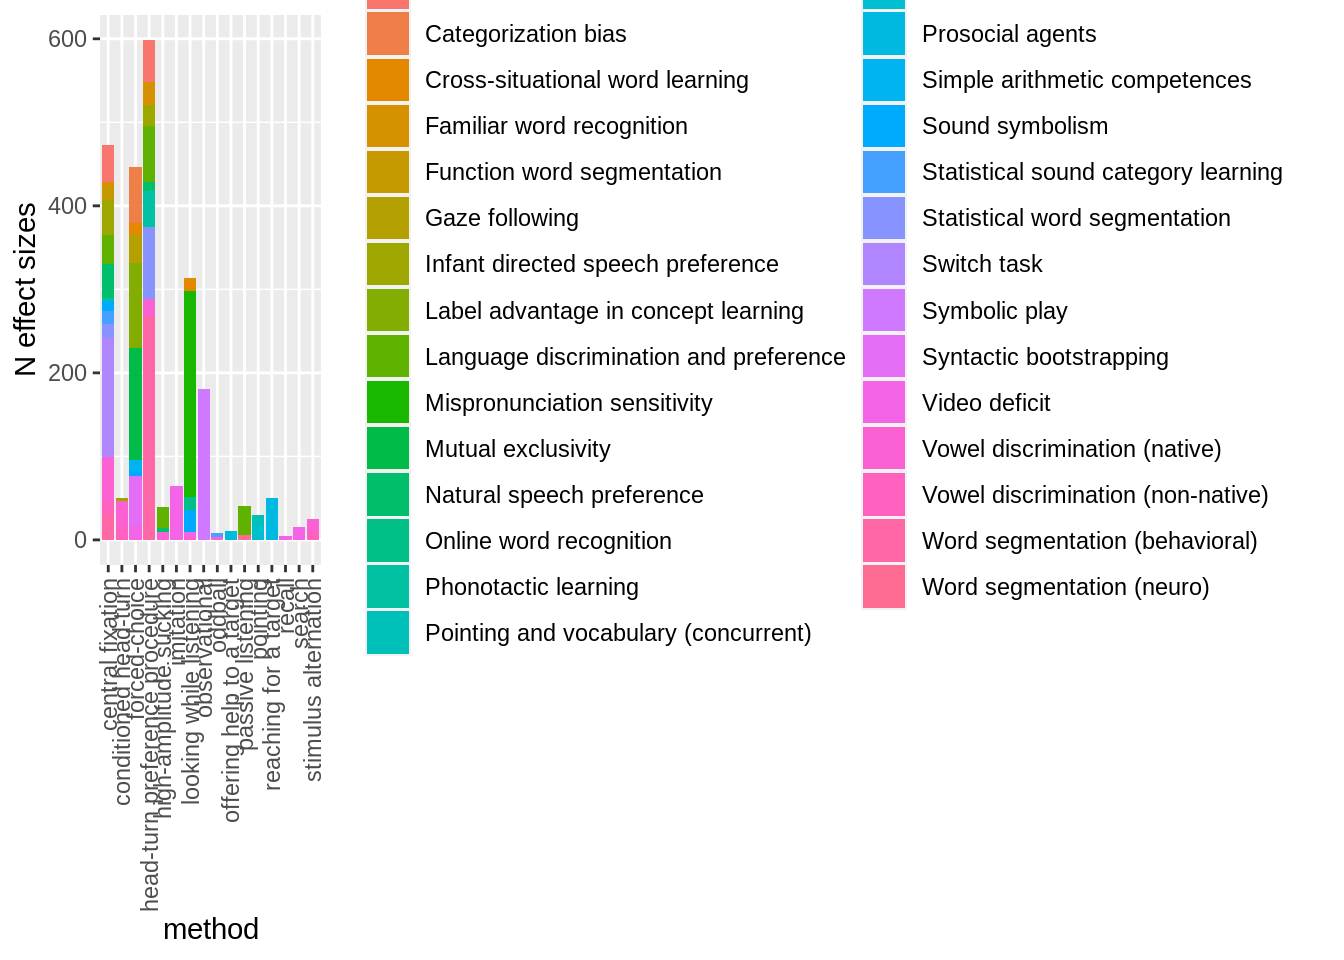 600
400
200
0
N effect sizes
central fixation
conditioned head-turn
forced-choice
head-turn preference procedure
high-amplitude sucking
imitation
looking while listening
observational
oddball
offering help to a target
passive listening
pointing
reaching for a target
recall
search
stimulus alternation
method
Categorization bias
Cross-situational word learning
Familiar word recognition
Function word segmentation
Gaze following
Infant directed speech preference
Label advantage in concept learning
Language discrimination and preference
Mispronunciation sensitivity
Mutual exclusivity
Natural speech preference
Online word recognition
Phonotactic learning
Pointing and vocabulary (concurrent)
Prosocial agents
Simple arithmetic competences
Sound symbolism
Statistical sound category learning
Statistical word segmentation
Switch task
Symbolic play
Syntactic bootstrapping
Video deficit
Vowel discrimination (native)
Vowel discrimination (non-native)
Word segmentation (behavioral)
Word segmentation (neuro)